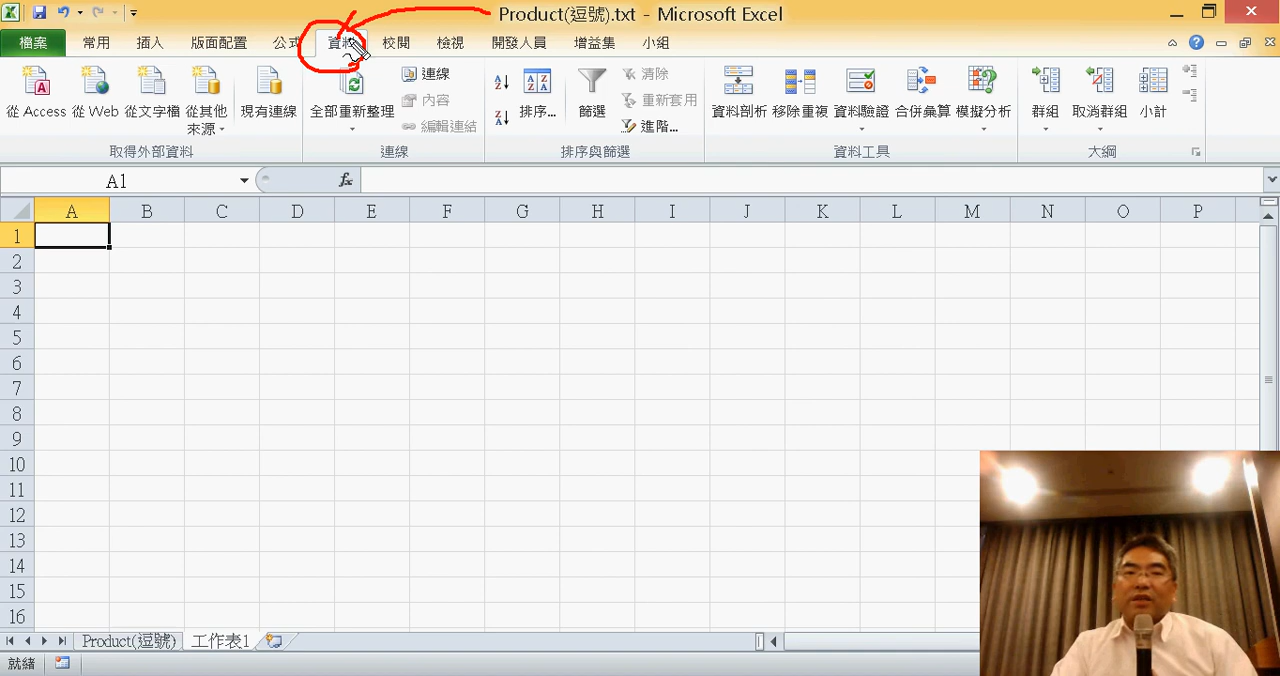 Product(逗號).txt - Microsoft Excel
檔案 常用 插入 版面配置 公式 資料 校閱 檢視 開發人員 增益集 小組
從 Access 從 Web 從文字檔 從其他來源 現有連線 全部重新整理 連線 內容 編輯連結 排序... 篩選 清除 重新套用 進階... 資料剖析 移除重複 資料驗證 合併彙算 模擬分析 群組 取消群組 小計
取得外部資料 連線 排序與篩選 資料工具 大綱
A1 fx
A B C D E F G H I J K L M N O P
1
2
3
4
5
6
7
8
9
10
11
12
13
14
15
16
Product(逗號) 工作表1
就緒